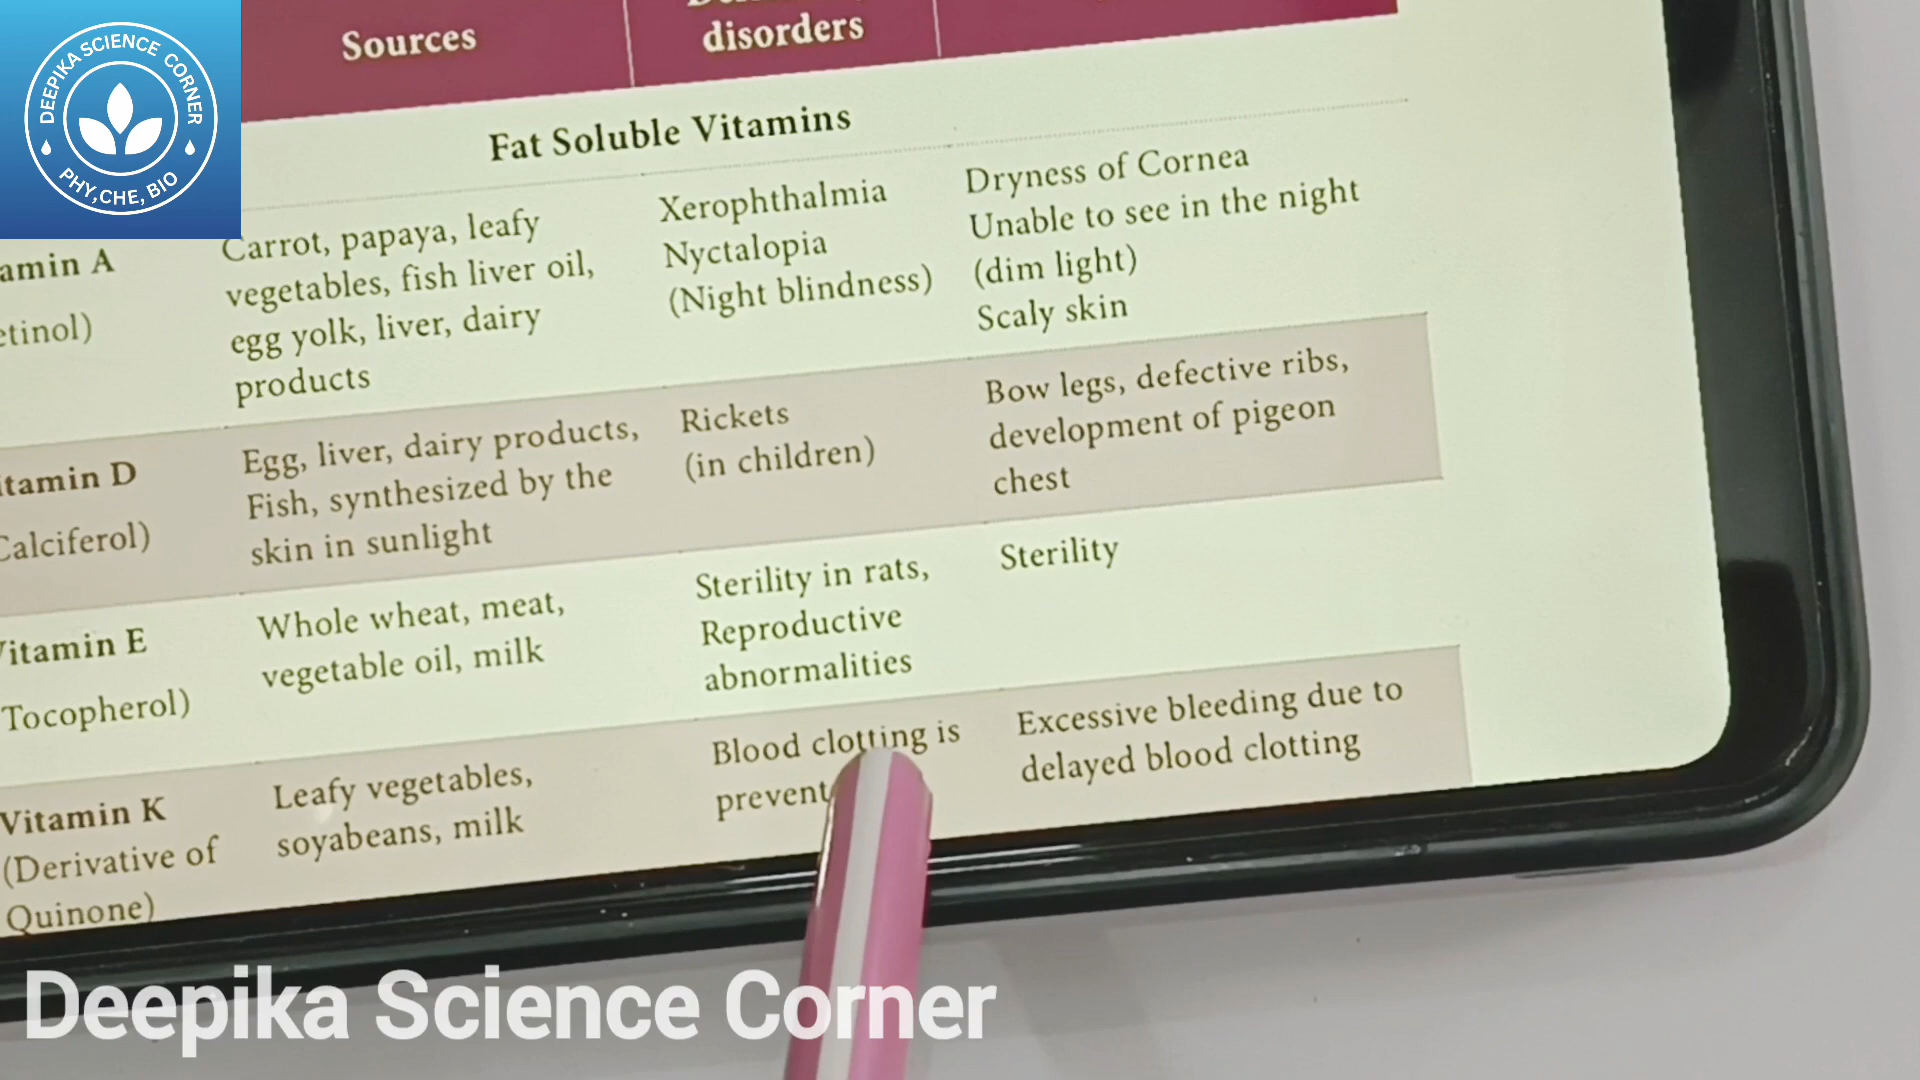 DEEPIKA SCIENCE CORNER
PHY,CHE, BIO
Sources
disorders
Fat Soluble Vitamins
amin A
etinol)
Carrot, papaya, leafy
vegetables, fish liver oil,
egg yolk, liver, dairy
products
Xerophthalmia
Nyctalopia
(Night blindness)
Dryness of Cornea
Unable to see in the night
(dim light)
Scaly skin
itamin D
Calciferol)
Egg, liver, dairy products,
Fish, synthesized by the
skin in sunlight
Rickets
(in children)
Bow legs, defective ribs,
development of pigeon
chest
Vitamin E
Tocopherol)
Whole wheat, meat,
vegetable oil, milk
Sterility in rats,
Reproductive
abnormalities
Sterility
Vitamin K
(Derivative of
Quinone)
Leafy vegetables,
soyabeans, milk
Blood clotting is
prevent
Excessive bleeding due to
delayed blood clotting
Deepika Science Corner